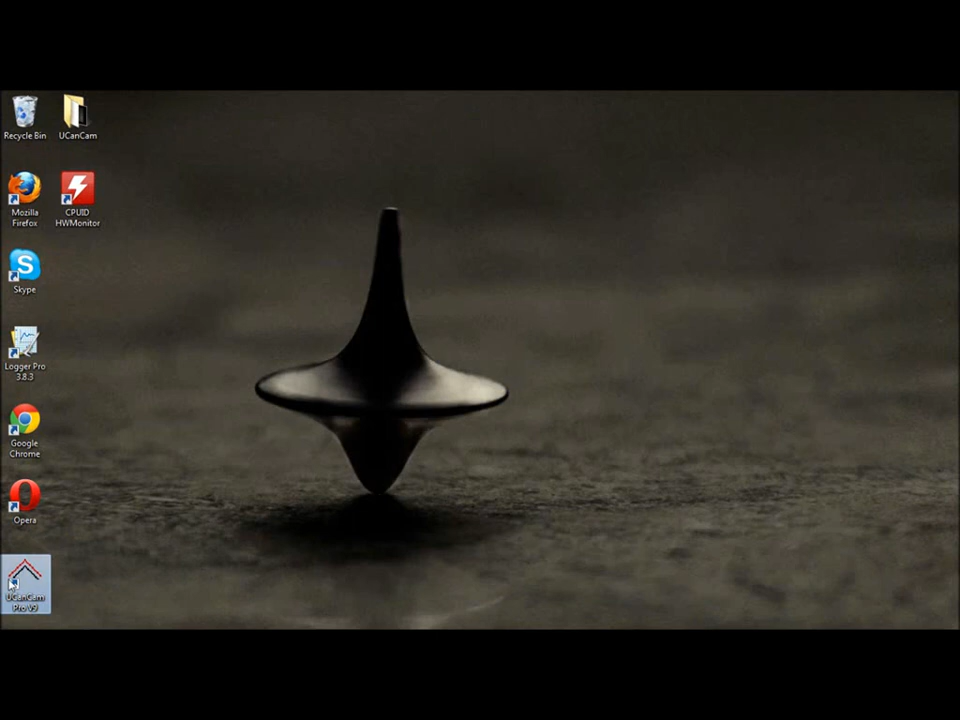 Recycle Bin
UCanCam
Mozilla
Firefox
CPUID
HWMonitor
Skype
Logger Pro
3.8.3
Google
Chrome
Opera
UCanCam
Pro V9